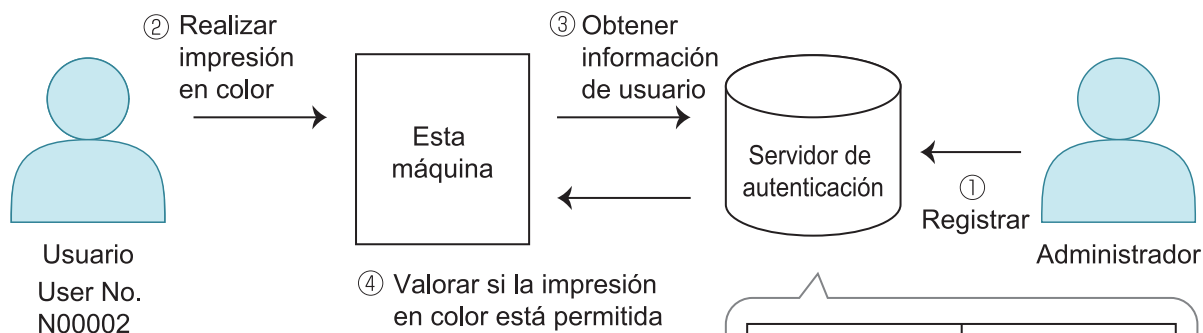 ② Realizar
impresión
en color
③ Obtener
información
de usuario
Esta
máquina
Servidor de
autenticación
①
Registrar
Usuario
User No.
N00002
Administrador
④ Valorar si la impresión
en color está permitida